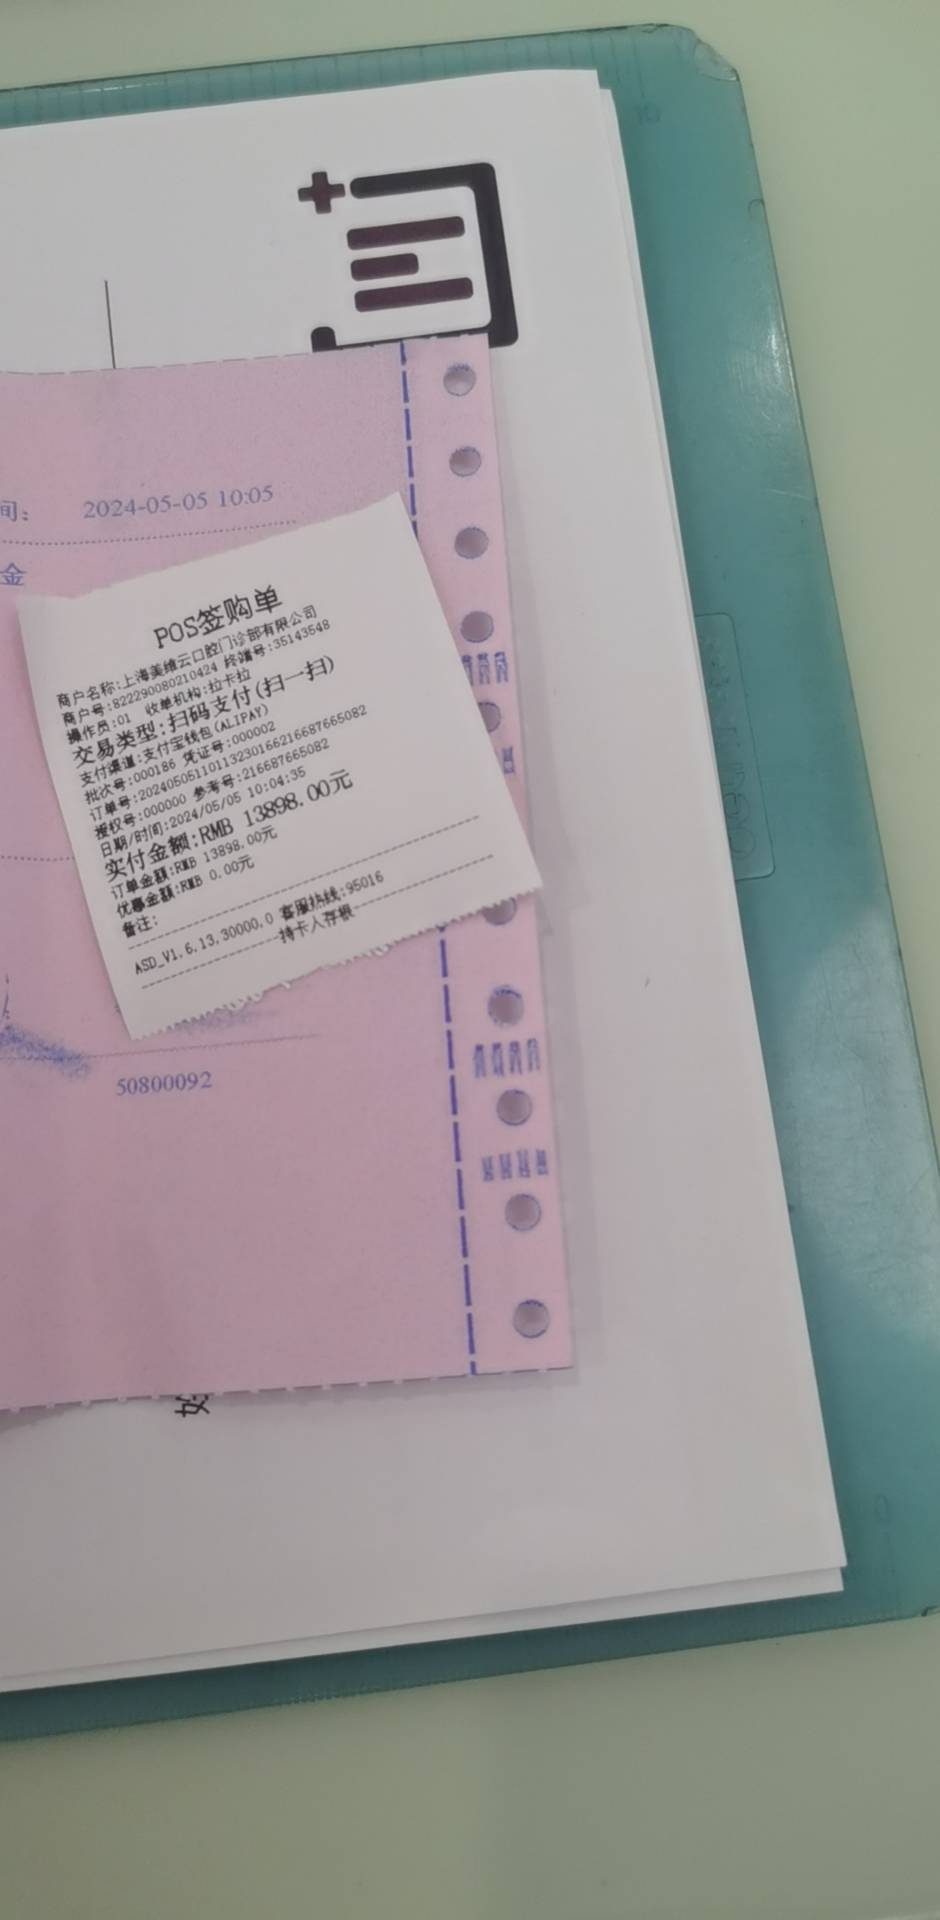 间： 2024-05-05 10:05
金
POS签购单
商户名称:上海美维云口腔门诊部有限公司
商户号:822290080210424 终端号:35143548
操作员:01 收单机构:拉卡拉
交易类型:扫码支付(扫一扫)
支付渠道:支付宝钱包(ALIPAY)
批次号:000186 凭证号:000002
订单号:20240505110113230166216687665082
授权号:000000 参考号:216687665082
日期/时间:2024/05/05 10:04:35
实付金额:RMB 13898.00元
订单金额:RMB 13898.00元
优惠金额:RMB 0.00元
备注:
ASD_V1.6.13.30000.0 客服热线:95016
持卡人存根
50800092